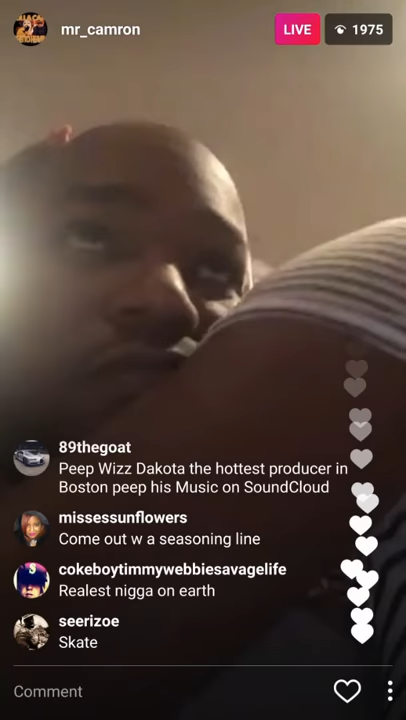 mr_camron
LIVE
1975
89thegoat
Peep Wizz Dakota the hottest producer in
Boston peep his Music on SoundCloud
missessunflowers
Come out w a seasoning line
cokeboytimmywebbiesavagelife
Realest nigga on earth
seerizoe
Skate
Comment